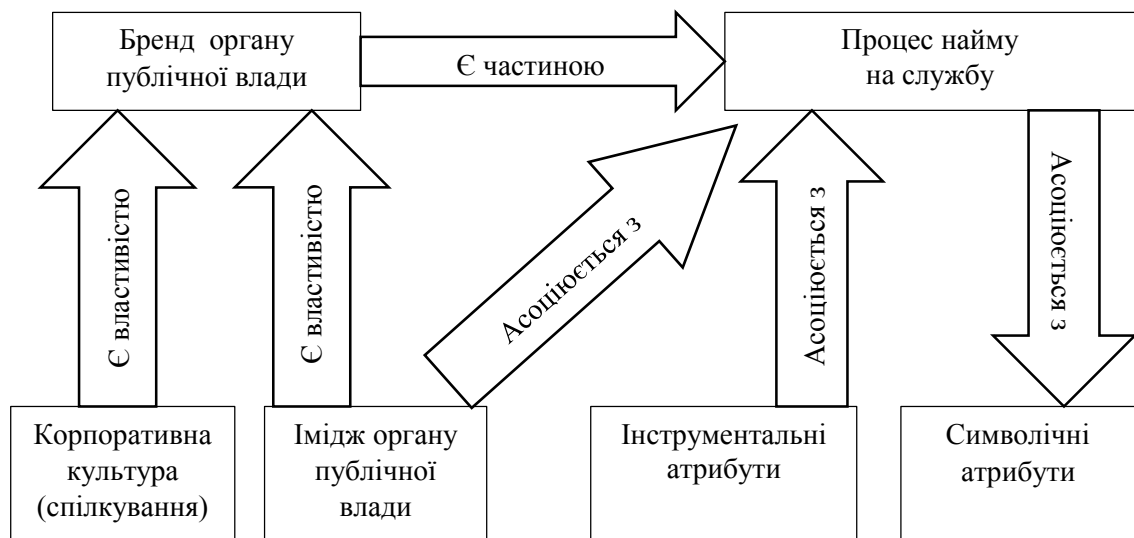 Бренд органу
публічної влади
Є частиною
Процес найму
на службу
Є властивістю
Є властивістю
Асоціюється з
Асоціюється з
Асоціюється з
Корпоративна
культура
(спілкування)
Імідж органу
публічної
влади
Інструментальні
атрибути
Символічні
атрибути